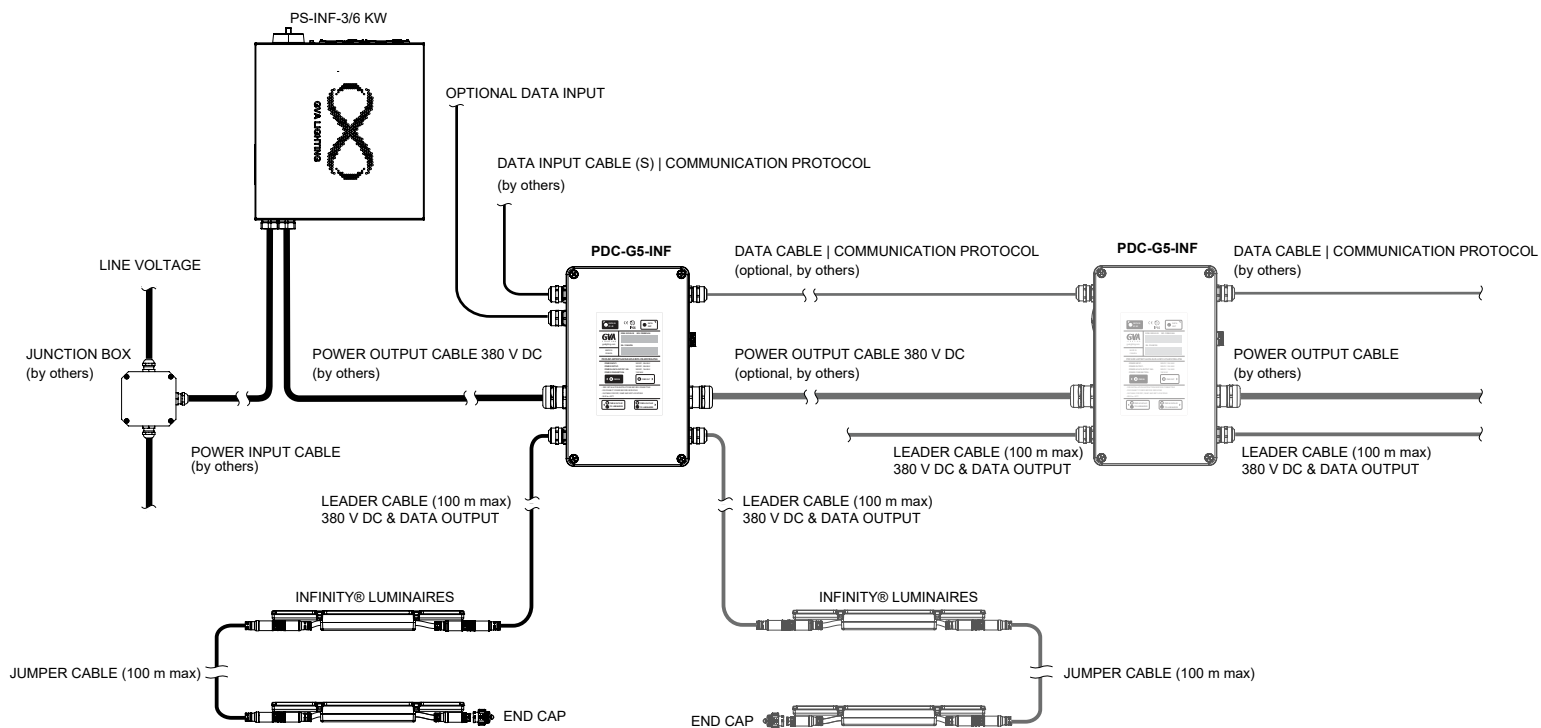 PS-INF-3/6 KW
GVA LIGHTING
OPTIONAL DATA INPUT
DATA INPUT CABLE (S) | COMMUNICATION PROTOCOL
(by others)
LINE VOLTAGE
JUNCTION BOX
(by others)
POWER OUTPUT CABLE 380 V DC
(by others)
POWER INPUT CABLE
(by others)
PDC-G5-INF
GVA
DATA CABLE | COMMUNICATION PROTOCOL
(optional, by others)
POWER OUTPUT CABLE 380 V DC
(optional, by others)
PDC-G5-INF
GVA
DATA CABLE | COMMUNICATION PROTOCOL
(by others)
POWER OUTPUT CABLE
(by others)
LEADER CABLE (100 m max)
380 V DC & DATA OUTPUT
LEADER CABLE (100 m max)
380 V DC & DATA OUTPUT
LEADER CABLE (100 m max)
380 V DC & DATA OUTPUT
LEADER CABLE (100 m max)
380 V DC & DATA OUTPUT
INFINITY® LUMINAIRES
INFINITY® LUMINAIRES
JUMPER CABLE (100 m max)
JUMPER CABLE (100 m max)
END CAP
END CAP